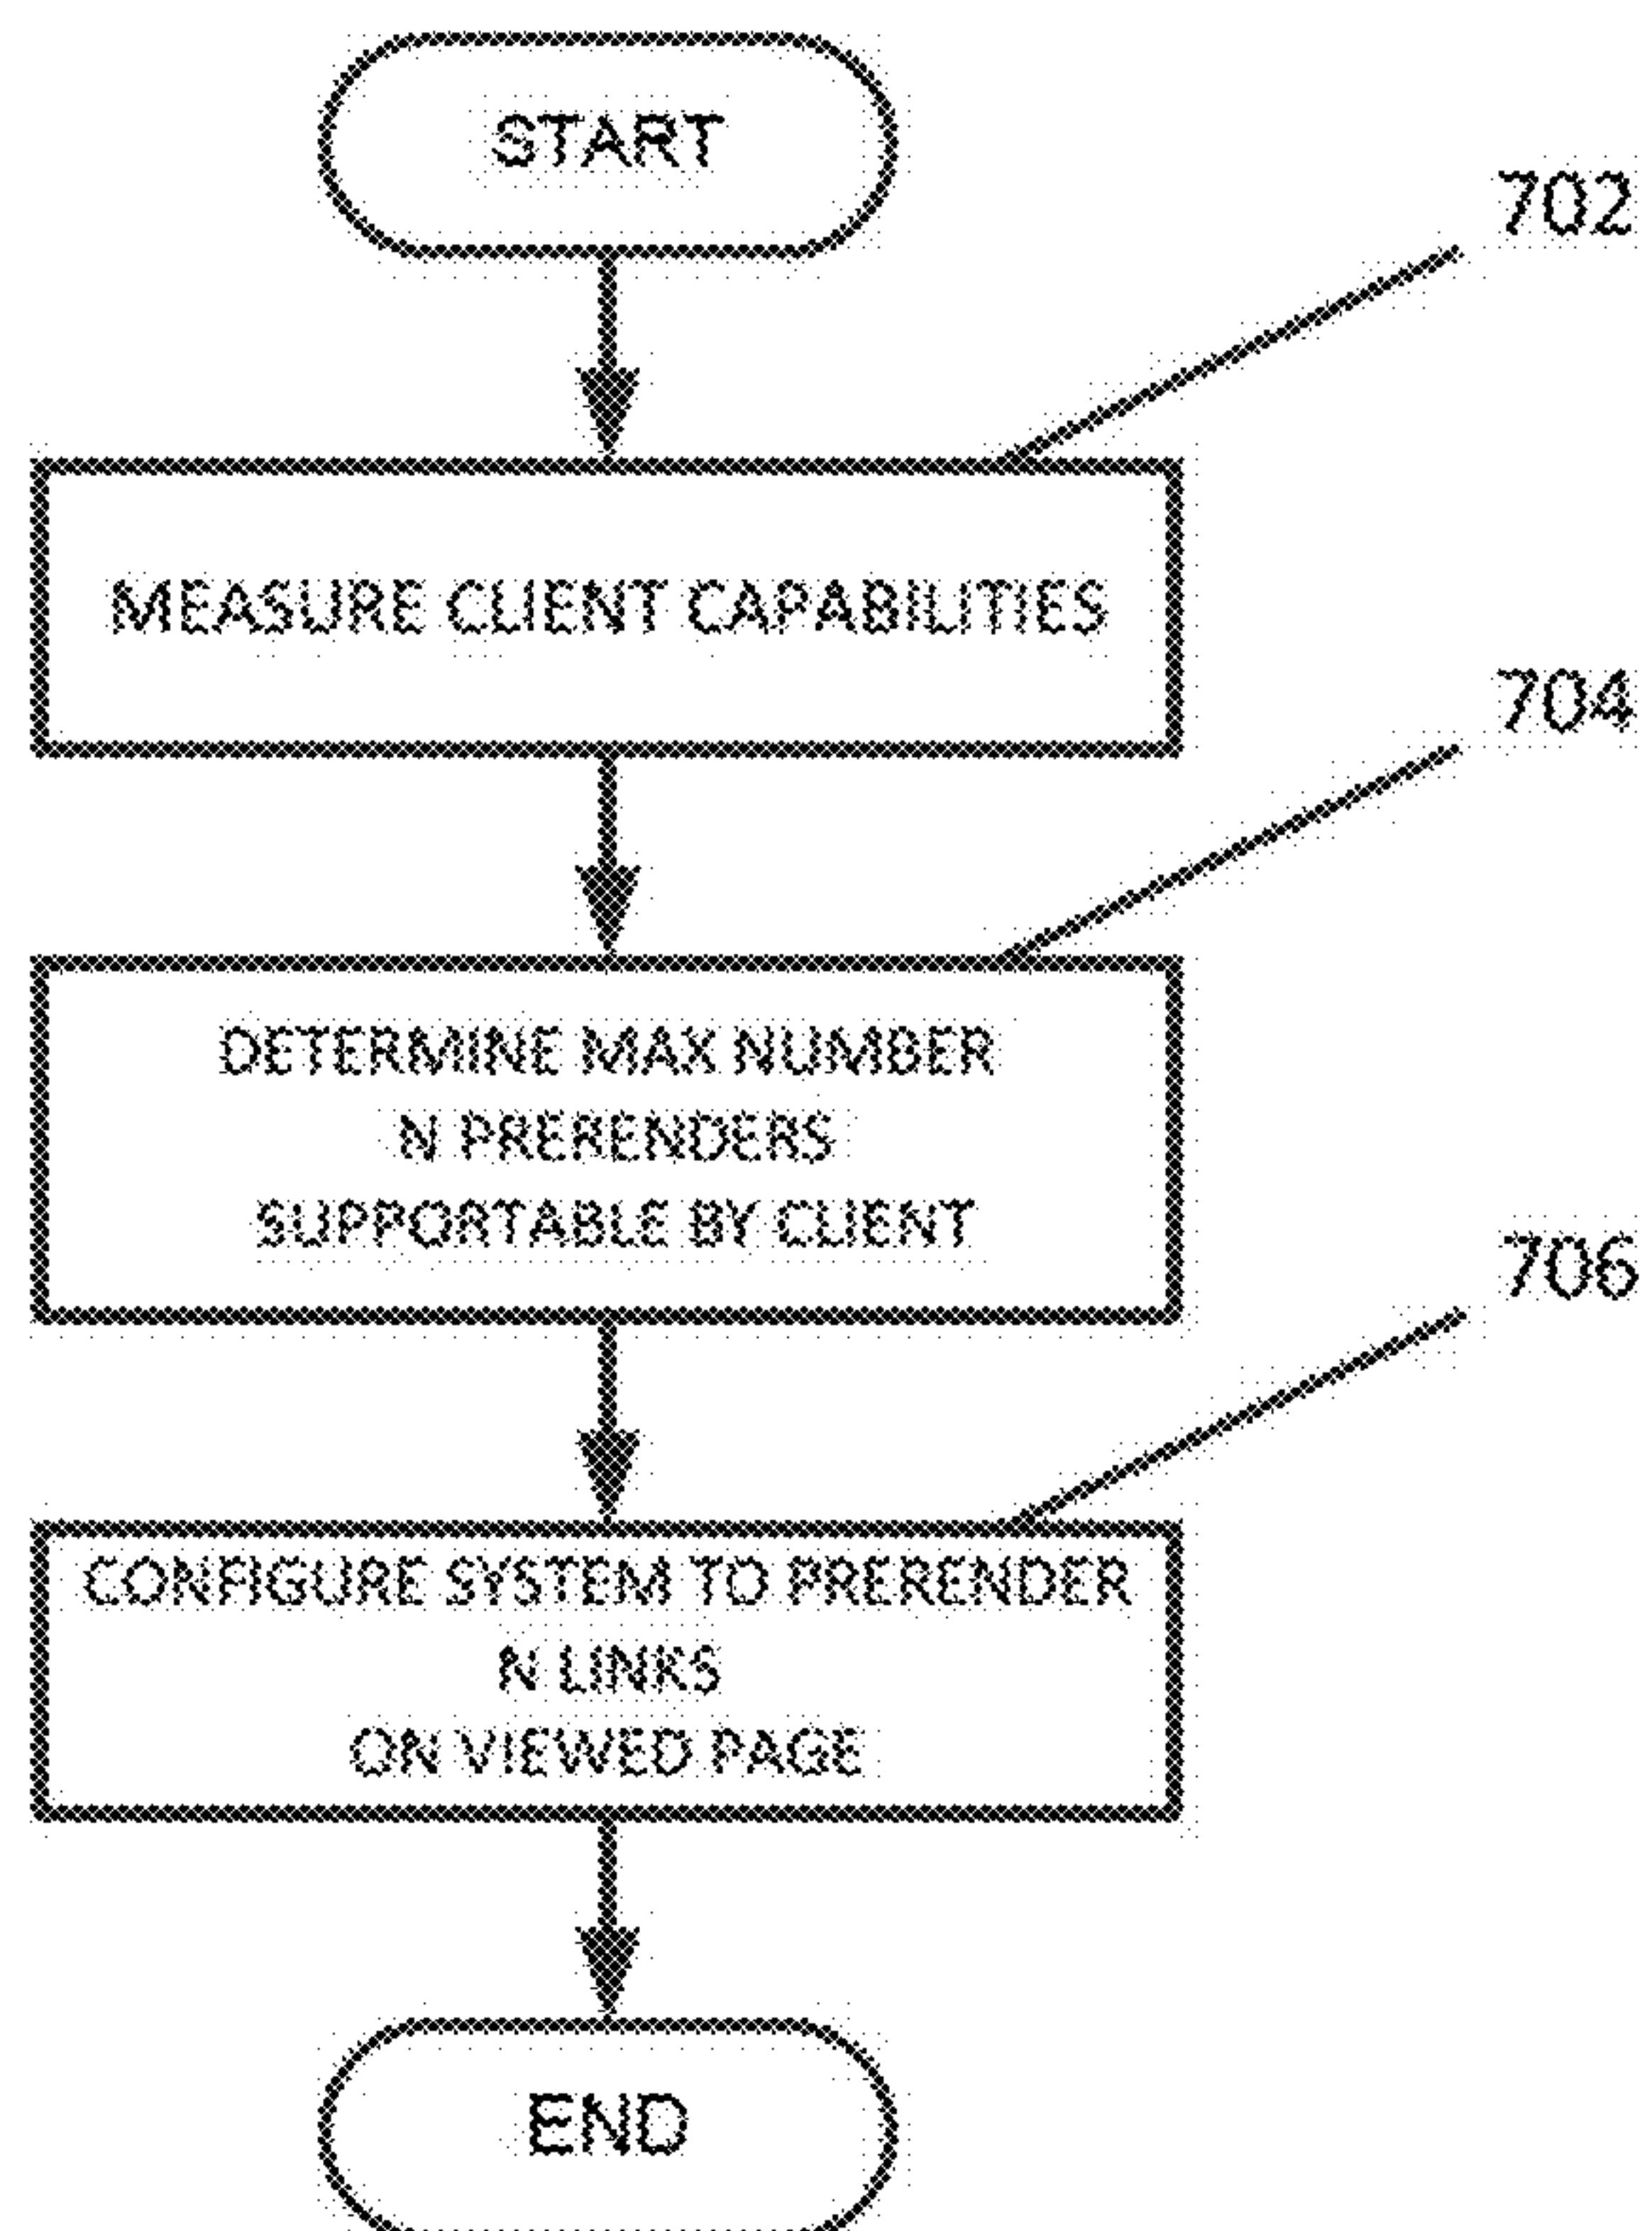 START
702
MEASURE CLIENT CAPABILITIES
704
DETERMINE MAX NUMBER
N PRERENDERS
SUPPORTABLE BY CLIENT
706
CONFIGURE SYSTEM TO PRERENDER
N LINKS
ON VIEWED PAGE
END